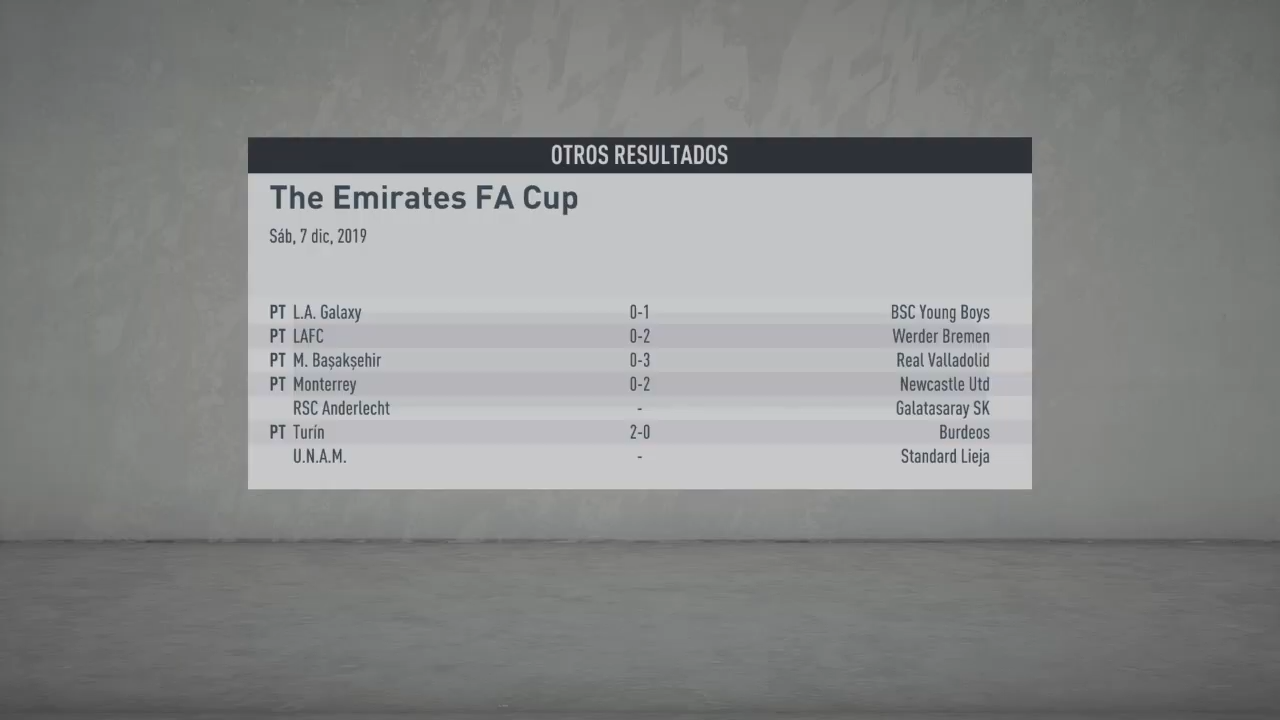 OTROS RESULTADOS
The Emirates FA Cup
Sáb, 7 dic, 2019
PT L.A. Galaxy 0-1 BSC Young Boys
PT LAFC 0-2 Werder Bremen
PT M. Başakşehir 0-3 Real Valladolid
PT Monterrey 0-2 Newcastle Utd
RSC Anderlecht - Galatasaray SK
PT Turín 2-0 Burdeos
U.N.A.M. - Standard Lieja